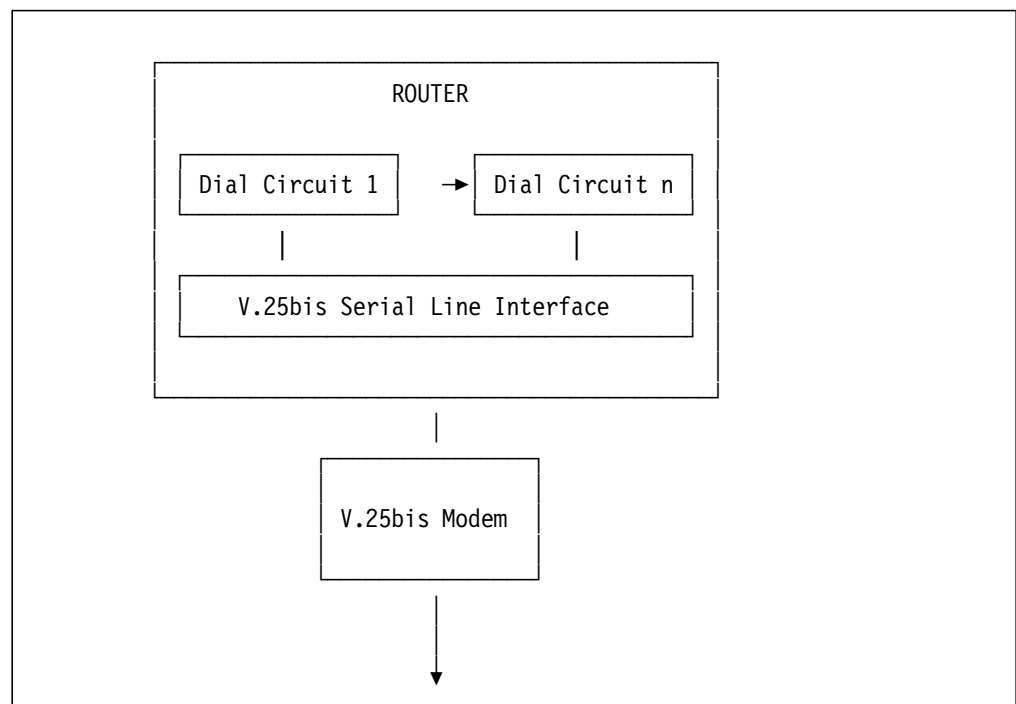 ROUTER
Dial Circuit 1
Dial Circuit n
V.25bis Serial Line Interface
V.25bis Modem